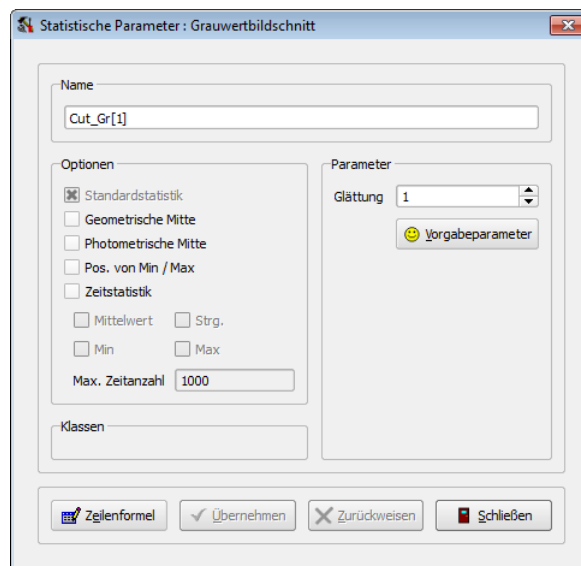 Statistische Parameter : Grauwertbildschnitt
Name
Cut_Gr[1]
Optionen
Standardstatistik
Geometrische Mitte
Photometrische Mitte
Pos. von Min / Max
Zeitstatistik
Mittelwert Strg.
Min Max
Max. Zeitanzahl 1000
Klassen
Parameter
Glättung 1
Vorgabeparameter
Zeilenformel Übernehmen Zurückweisen Schließen